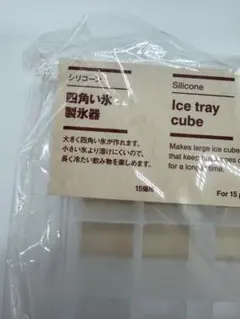 シリコーン
四角い氷
製氷器
大きく四角い氷が作れます。
小さい氷より溶けにくいので、
長く冷たい飲み物を楽しめます。
15個用
Silicone
Ice tray
cube
Makes large ice cube
that keep
for a longer time.
For 15